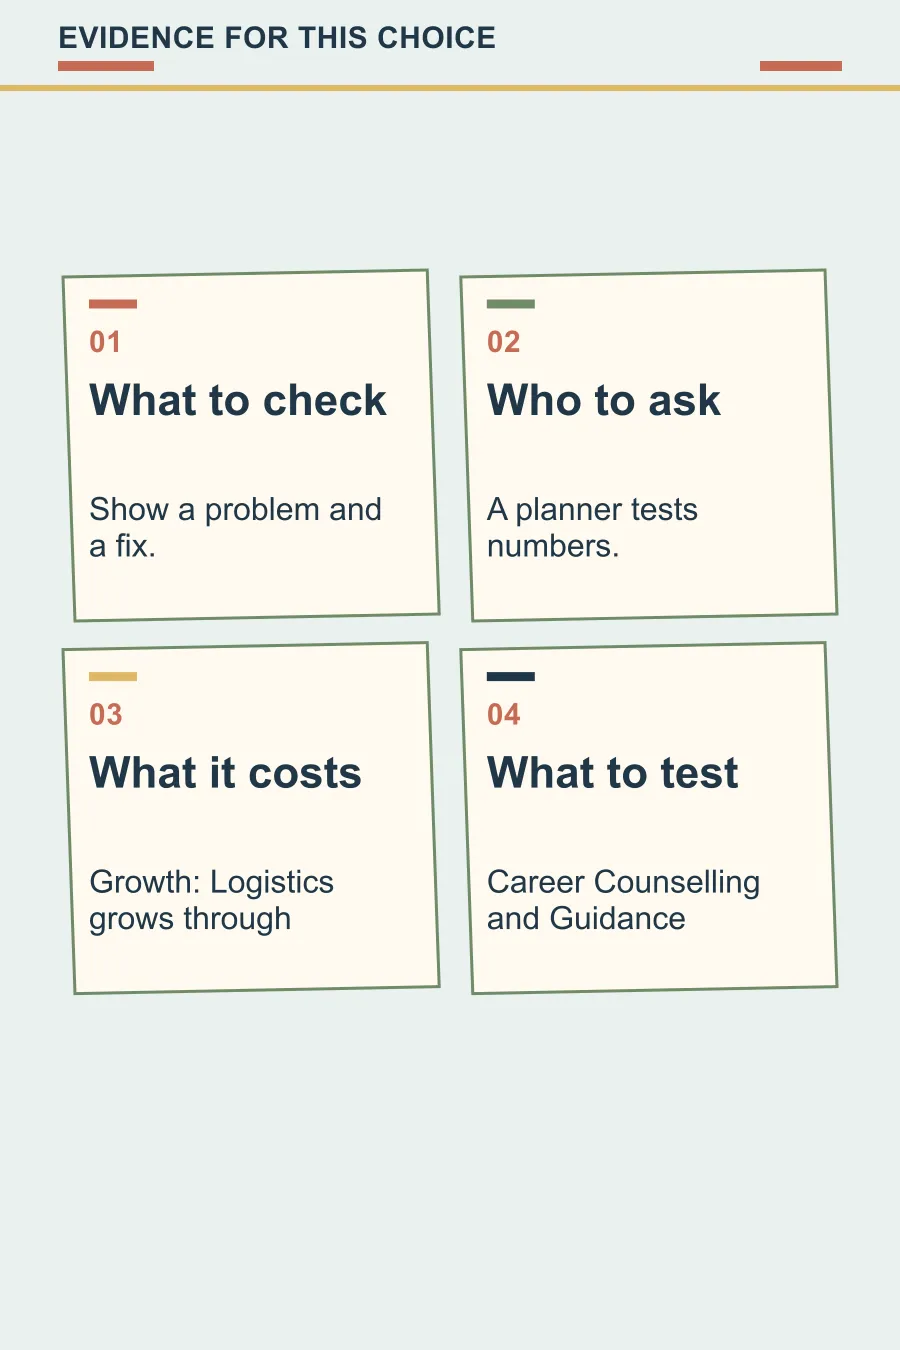 EVIDENCE FOR THIS CHOICE
01
What to check
Show a problem and
a fix.
02
Who to ask
A planner tests
numbers.
03
What it costs
Growth: Logistics
grows through
04
What to test
Career Counselling
and Guidance